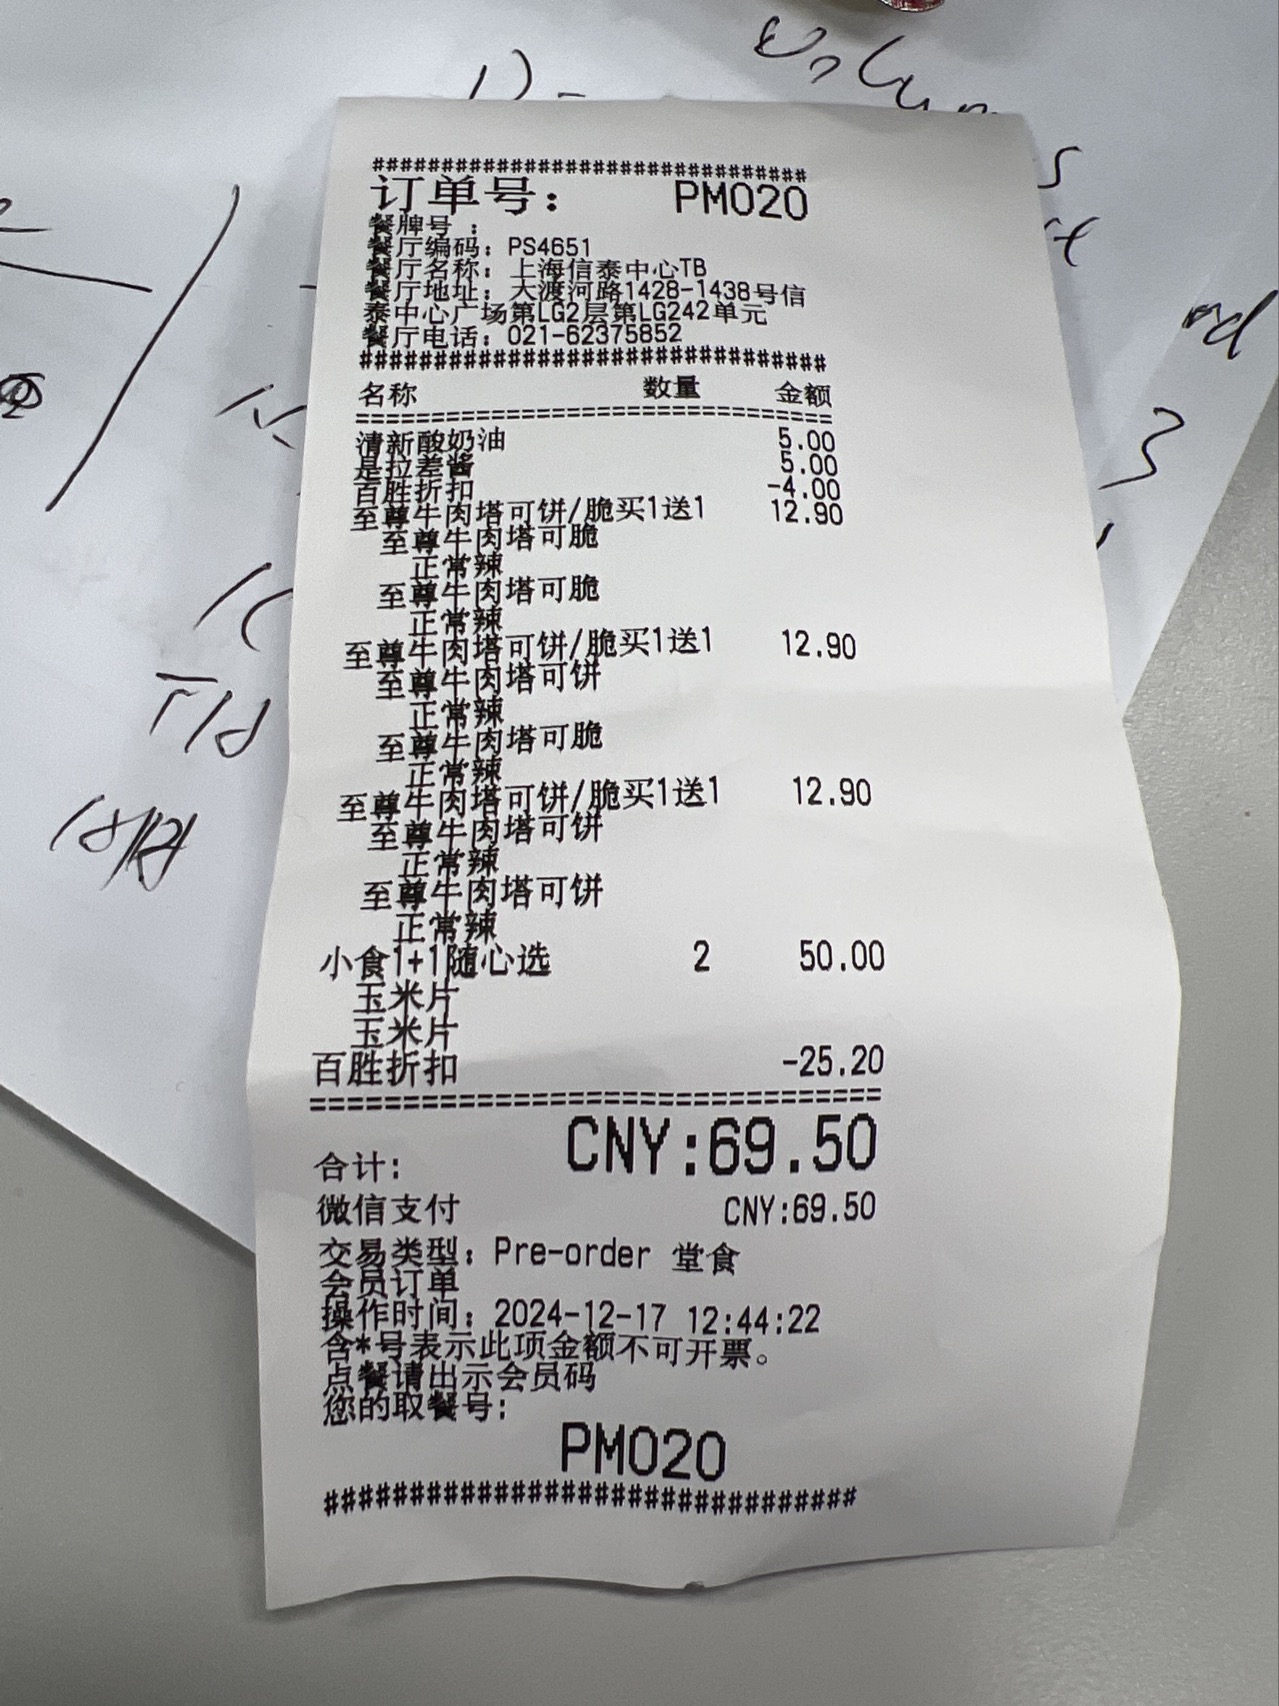 ################################
订单号： PM020
餐牌号 ：
餐厅编码：PS4651
餐厅名称：上海信泰中心TB
餐厅地址：大渡河路1428-1438号信
泰中心广场第LG2层第LG242单元
餐厅电话：021-62375852
################################
名称 数量 金额
================================
清新酸奶油 5.00
是拉差酱 5.00
百胜折扣 -4.00
至尊牛肉塔可饼/脆买1送1 12.90
至尊牛肉塔可脆
正常辣
至尊牛肉塔可脆
正常辣
至尊牛肉塔可饼/脆买1送1 12.90
至尊牛肉塔可饼
正常辣
至尊牛肉塔可脆
正常辣
至尊牛肉塔可饼/脆买1送1 12.90
至尊牛肉塔可饼
正常辣
至尊牛肉塔可饼
正常辣
小食1+1随心选 2 50.00
玉米片
玉米片
百胜折扣 -25.20
================================
合计: CNY:69.50
微信支付 CNY:69.50
交易类型：Pre-order 堂食
会员订单
操作时间：2024-12-17 12:44:22
含*号表示此项金额不可开票。
点餐请出示会员码
您的取餐号:
PM020
################################